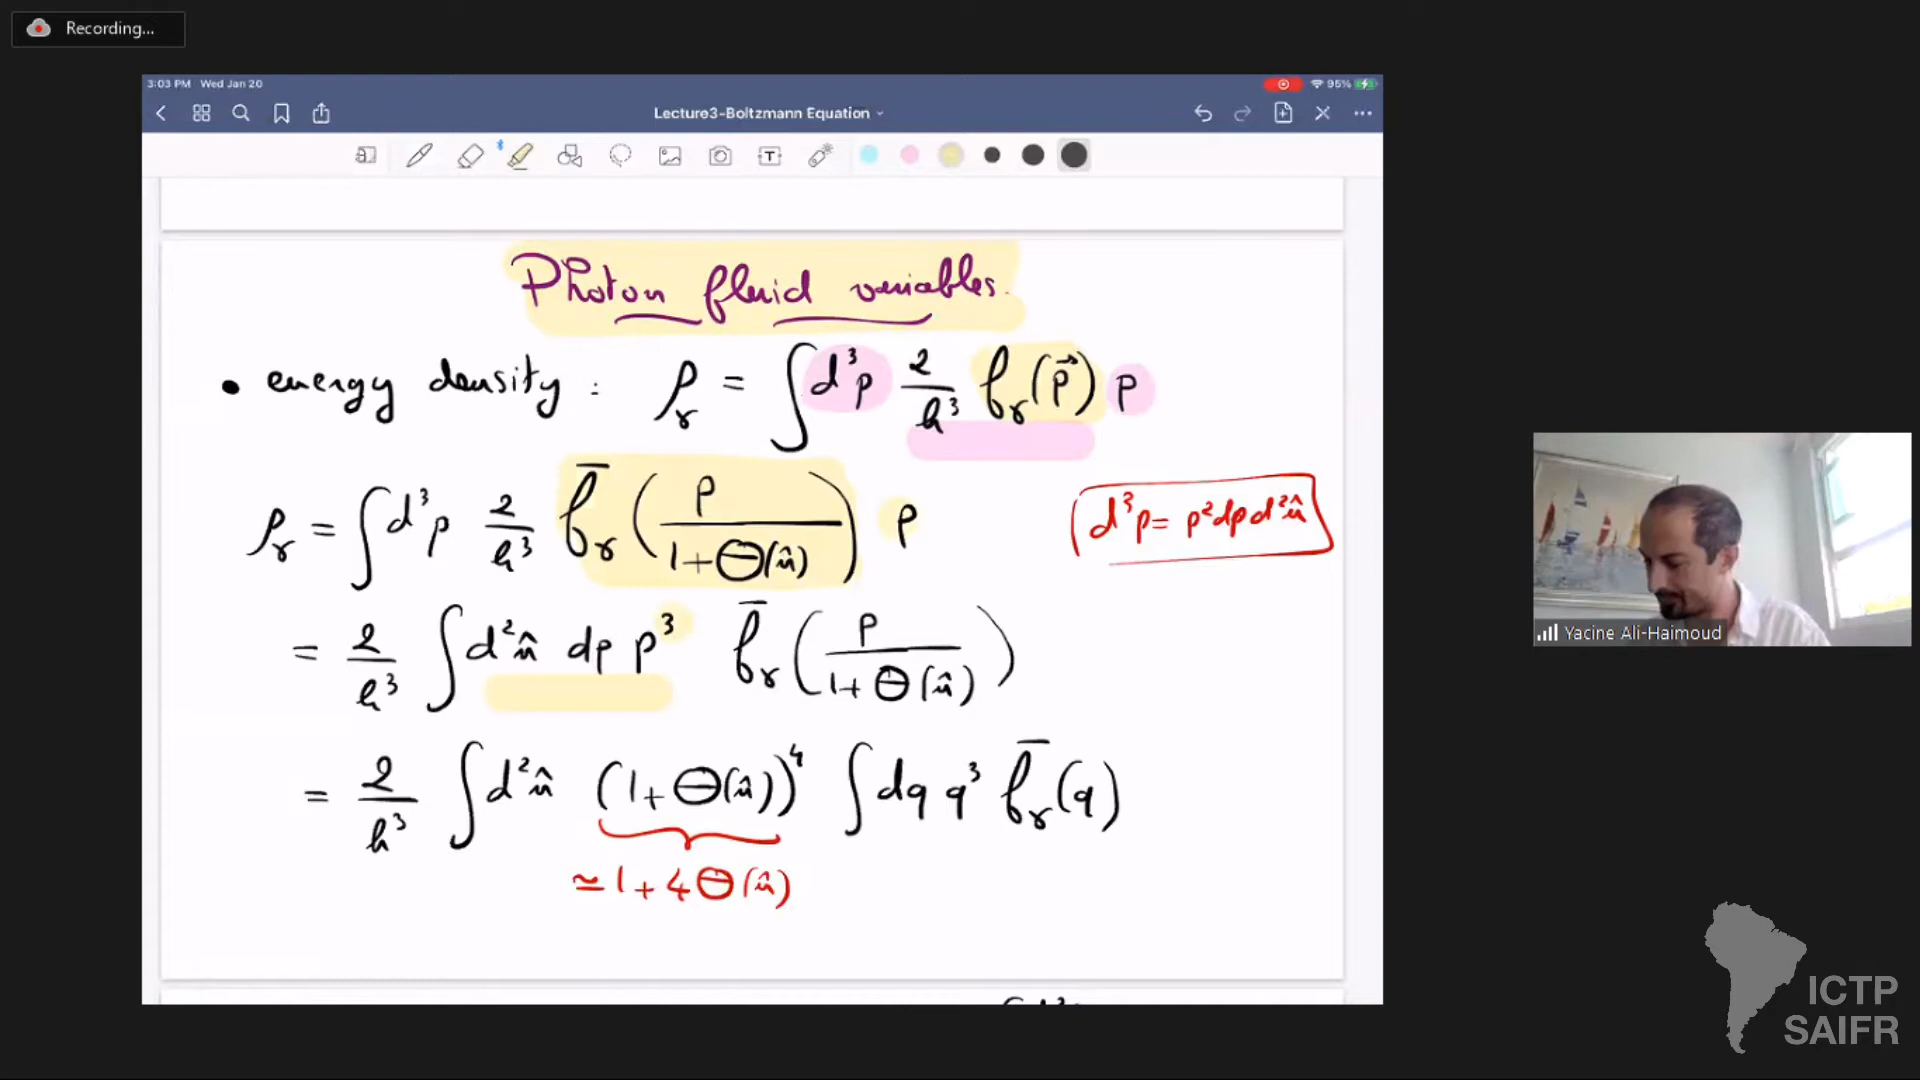 Recording...
3:03 PM Wed Jan 20
95%
Lecture3-Boltzmann Equation
Photon fluid variables.
• energy density : ρ_γ = ∫ d³p 2/h³ f_γ(p⃗) p
ρ_γ = ∫ d³p 2/h³ f̄_γ(p/(1+Θ(n̂))) p
d³p = p²dp d²n̂
= 2/h³ ∫ d²n̂ dp p³ f̄_γ(p/(1+Θ(n̂)))
= 2/h³ ∫ d²n̂ (1+Θ(n̂))⁴ ∫ dq q³ f̄_γ(q)
≃ 1+4Θ(n̂)
Yacine Ali-Haimoud
ICTP
SAIFR